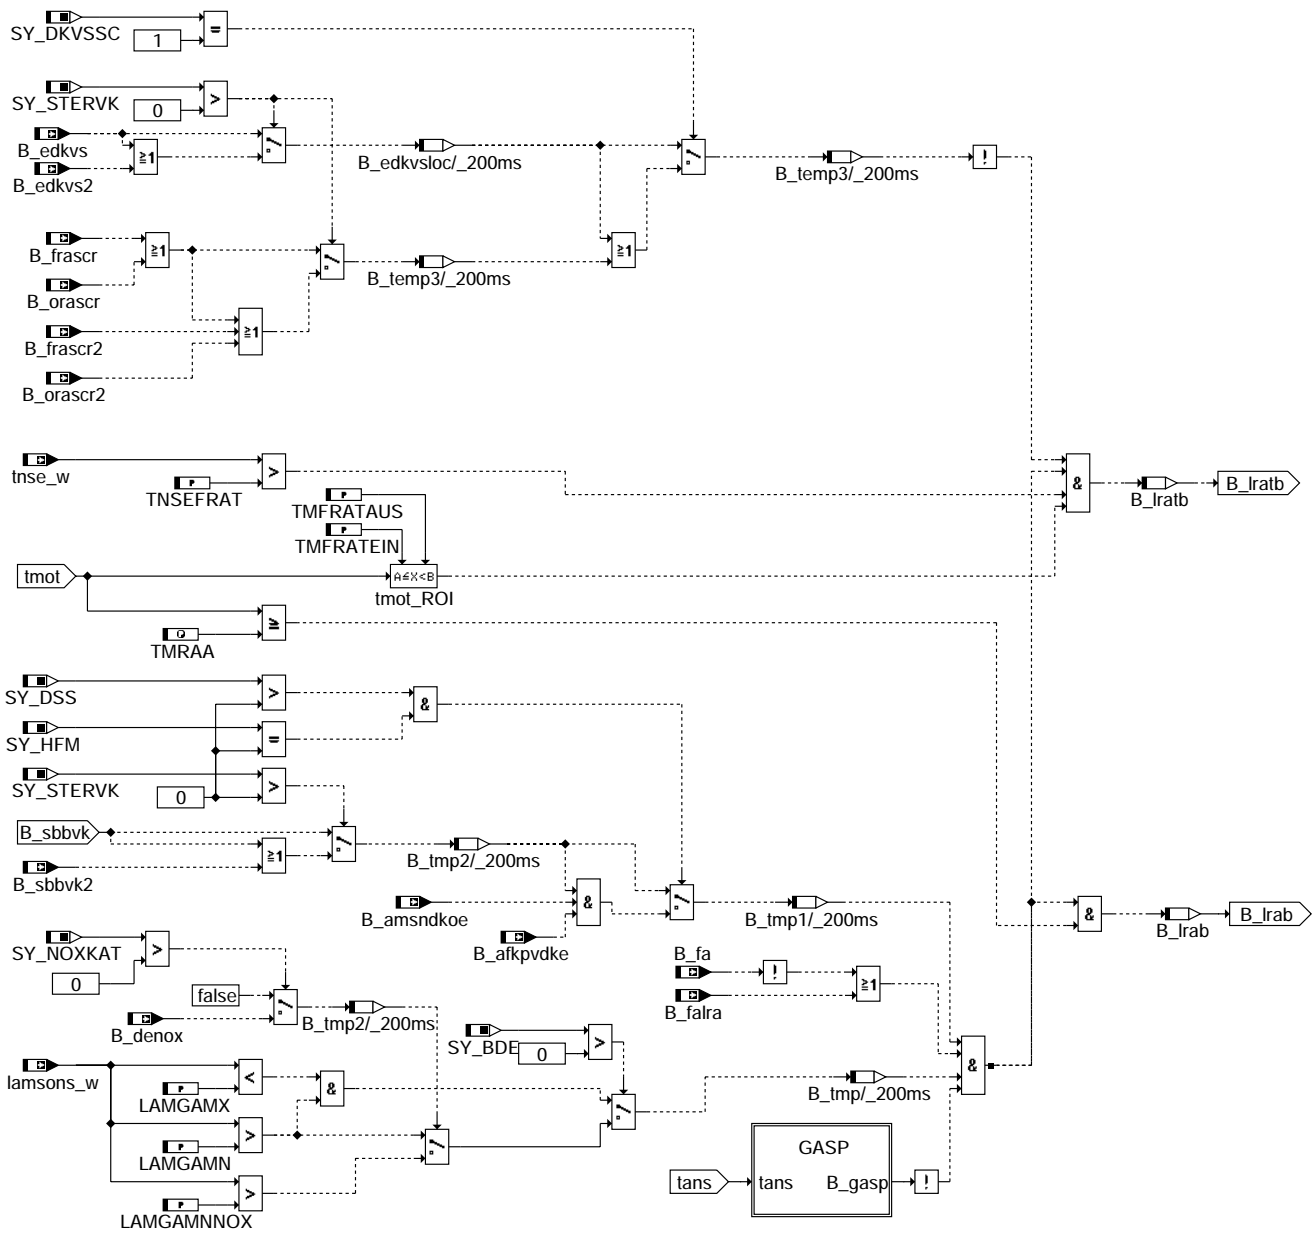 SY_DKVSSC
1
=
SY_STERVK
0
>
B_edkvs
≥1
B_edkvs2
B_edkvsloc/_200ms
B_temp3/_200ms
!
B_frascr
≥1
B_orascr
B_temp3/_200ms
≥1
B_frascr2
≥1
B_orascr2
tnse_w
>
P
TNSEFRAT
P
TMFRATAUS
P
TMFRATEIN
&
B_lratb
B_lratb
tmot
A≤X<B
tmot_ROI
≥
TMRAA
SY_DSS
>
&
SY_HFM
=
SY_STERVK
>
0
B_sbbvk
≥1
B_sbbvk2
B_tmp2/_200ms
&
B_amsndkoe
B_afkpvdke
B_tmp1/_200ms
&
B_lrab
B_lrab
SY_NOXKAT
>
0
false
B_denox
B_tmp2/_200ms
B_fa
!
≥1
B_falra
SY_BDE
0
>
&
lamsons_w
<
P
LAMGAMX
&
B_tmp/_200ms
>
P
LAMGAMN
>
P
LAMGAMNNOX
GASP
tans
tans
B_gasp
!